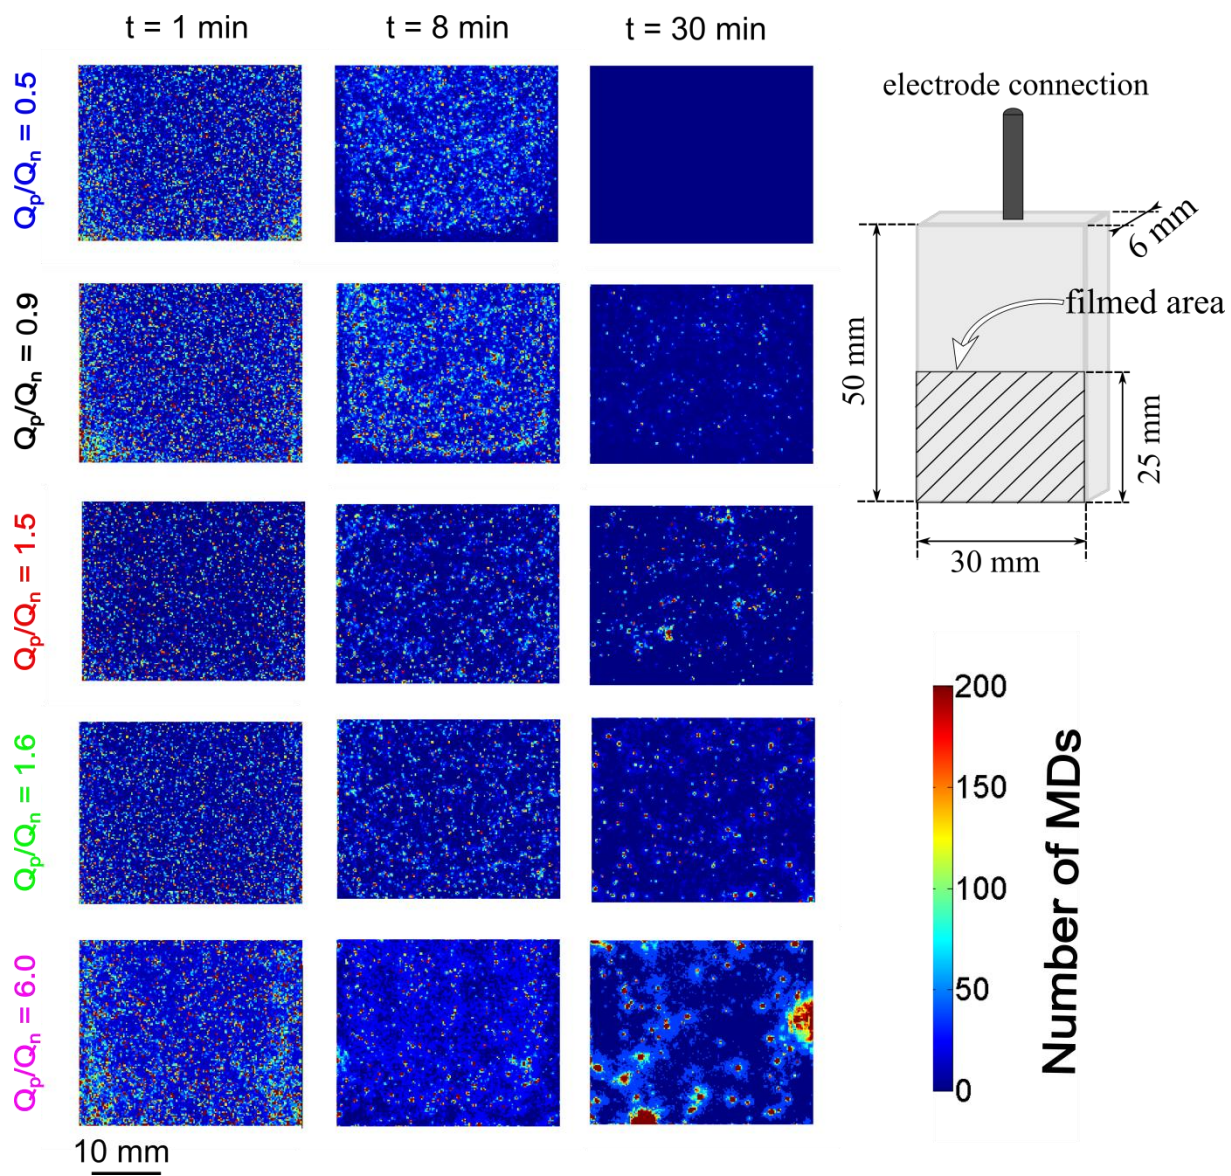 t = 1 min
t = 8 min
t = 30 min
Qp/Qn = 0.5
Qp/Qn = 0.9
Qp/Qn = 1.5
Qp/Qn = 1.6
Qp/Qn = 6.0
10 mm
electrode connection
6 mm
filmed area
50 mm
25 mm
30 mm
200
150
100
50
0
Number of MDs